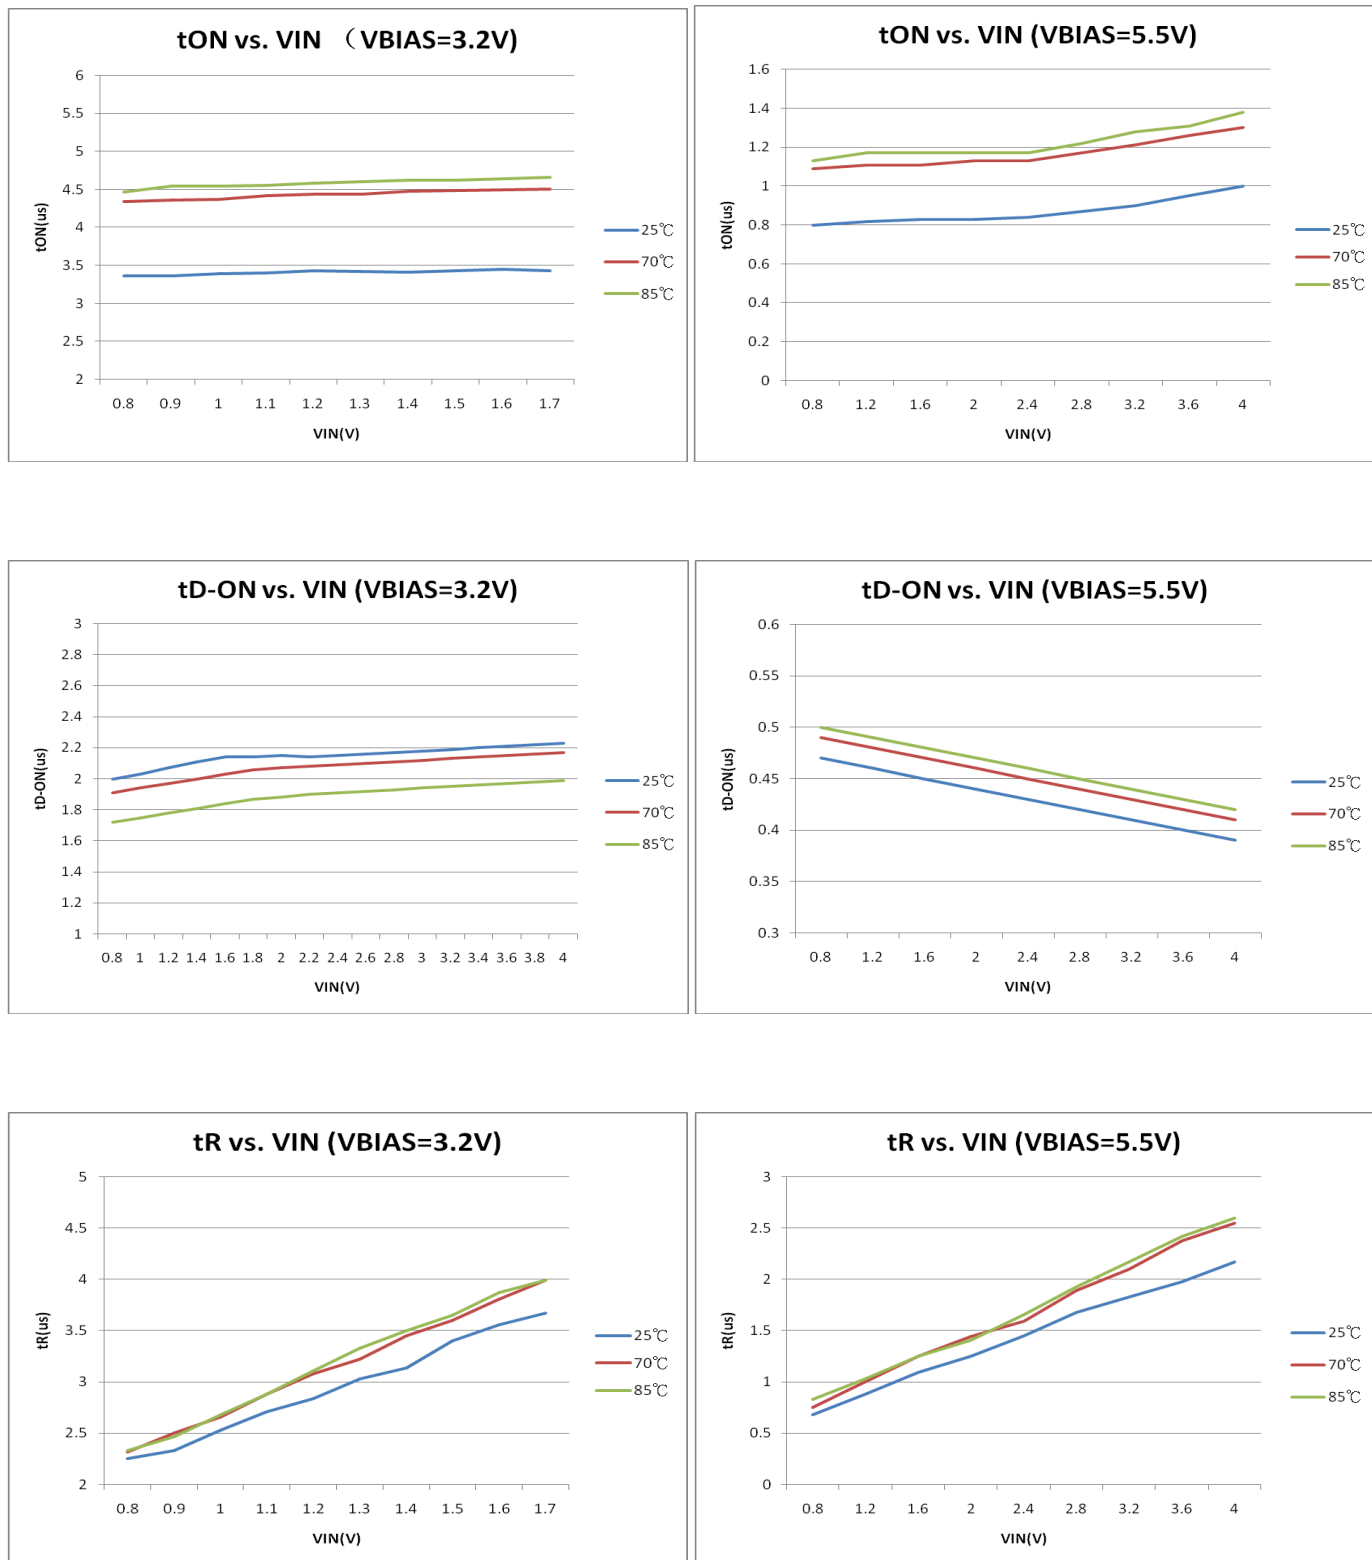 tON vs. VIN （VBIAS=3.2V)
6
5.5
5
4.5
4
3.5
3
2.5
2
tON(us)
0.8 0.9 1 1.1 1.2 1.3 1.4 1.5 1.6 1.7
VIN(V)
25℃
70℃
85℃
tON vs. VIN (VBIAS=5.5V)
1.6
1.4
1.2
1
0.8
0.6
0.4
0.2
0
tON(us)
0.8 1.2 1.6 2 2.4 2.8 3.2 3.6 4
VIN(V)
25℃
70℃
85℃
tD-ON vs. VIN (VBIAS=3.2V)
3
2.8
2.6
2.4
2.2
2
1.8
1.6
1.4
1.2
1
tD-ON(us)
0.8 1 1.2 1.4 1.6 1.8 2 2.2 2.4 2.6 2.8 3 3.2 3.4 3.6 3.8 4
VIN(V)
25℃
70℃
85℃
tD-ON vs. VIN (VBIAS=5.5V)
0.6
0.55
0.5
0.45
0.4
0.35
0.3
tD-ON(us)
0.8 1.2 1.6 2 2.4 2.8 3.2 3.6 4
VIN(V)
25℃
70℃
85℃
tR vs. VIN (VBIAS=3.2V)
5
4.5
4
3.5
3
2.5
2
tR(us)
0.8 0.9 1 1.1 1.2 1.3 1.4 1.5 1.6 1.7
VIN(V)
25℃
70℃
85℃
tR vs. VIN (VBIAS=5.5V)
3
2.5
2
1.5
1
0.5
0
tR(us)
0.8 1.2 1.6 2 2.4 2.8 3.2 3.6 4
VIN(V)
25℃
70℃
85℃